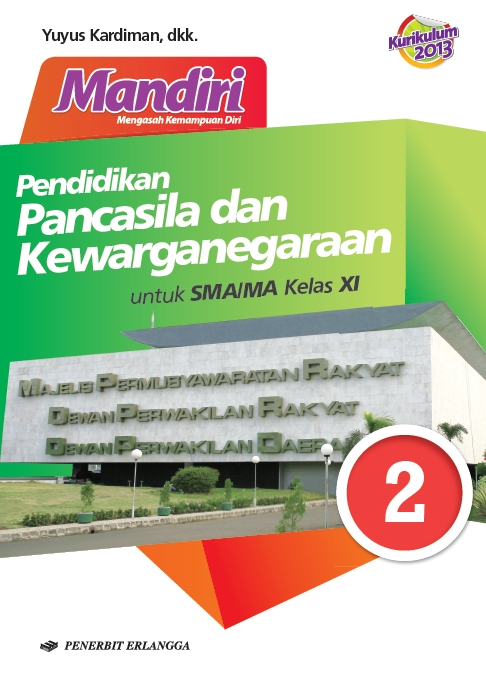 Yuyus Kardiman, dkk.
Kurikulum
2013
Mandiri
Mengasah Kemampuan Diri
Pendidikan
Pancasila dan
Kewarganegaraan
untuk SMA/MA Kelas XI
MAJELIS PERMUSYAWARATAN RAKYAT
DEWAN PERWAKILAN RAKYAT
DEWAN PERWAKILAN DAERA
2
PENERBIT ERLANGGA